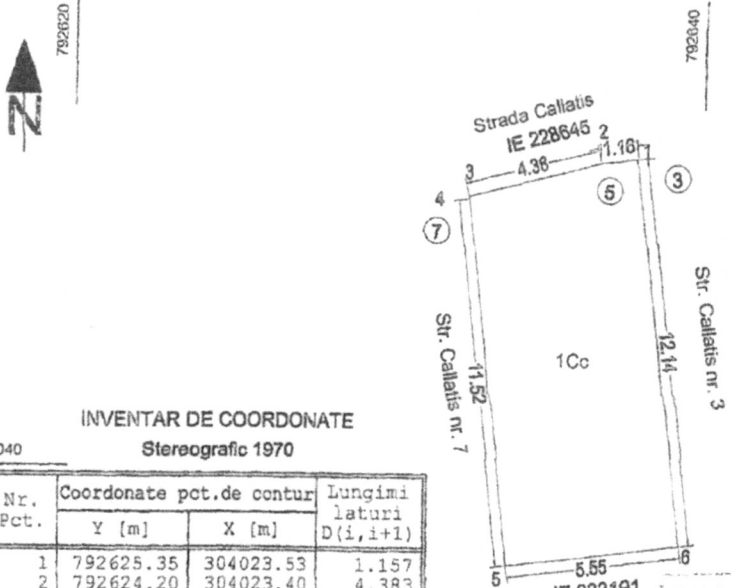 792620
792640
N
Strada Callatis
IE 228645
2
1.16
1
3
4.38
3
5
4
7
Str. Callatis nr. 7
11.52
1Cc
12.14
Str. Callatis nr. 3
INVENTAR DE COORDONATE
Stereografic 1970
040
Nr. Pct.
Coordonate pct.de contur
Lungimi laturi D(i,i+1)
Y [m]
X [m]
1 792625.35 304023.53 1.157
2 792624.20 304023.40 4.383
5
5.55
6